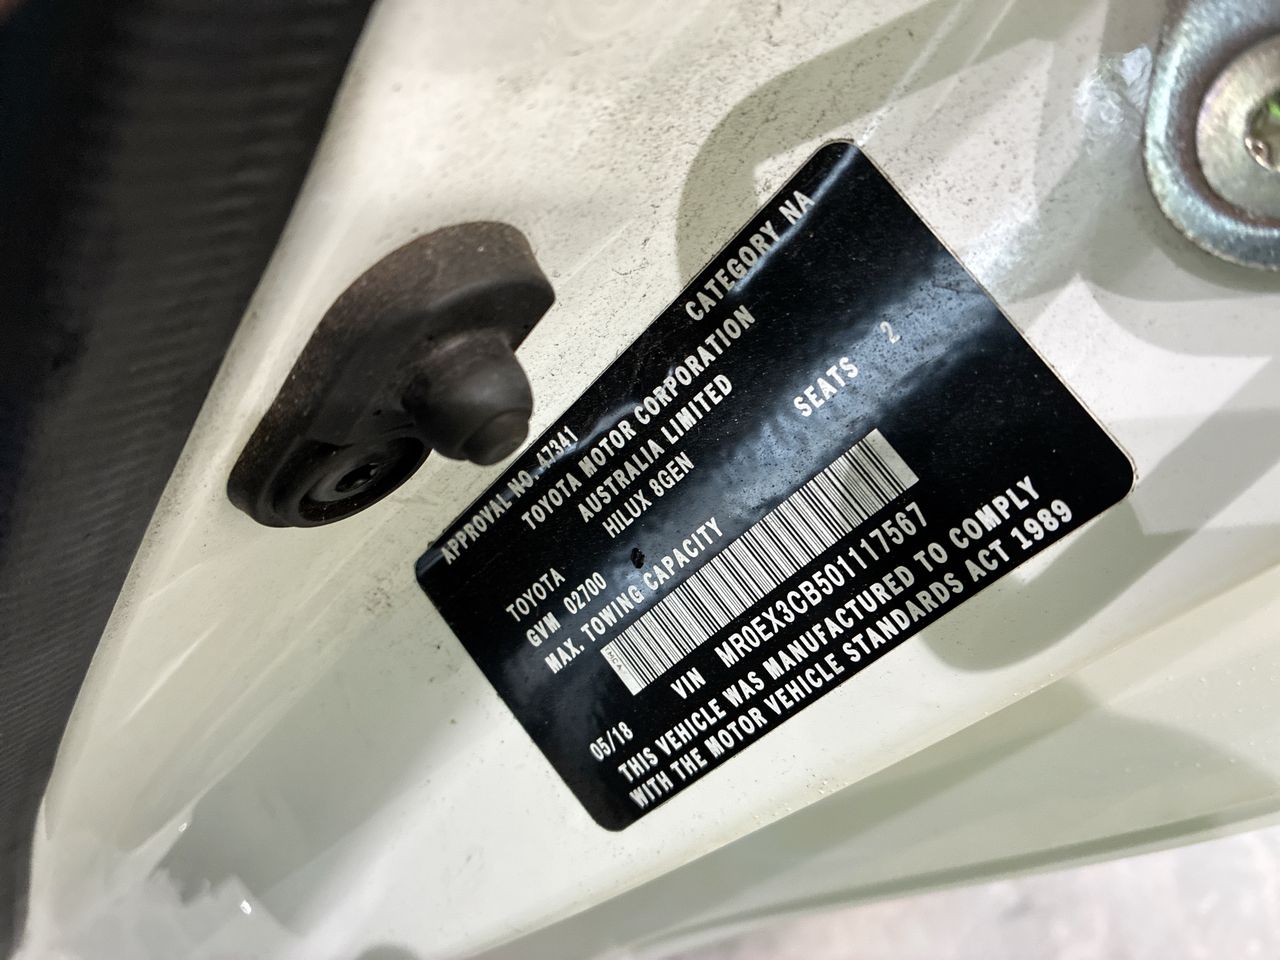 APPROVAL NO. 47341 CATEGORY NA
TOYOTA MOTOR CORPORATION
AUSTRALIA LIMITED
TOYOTA HILUX 8GEN
GVM 02700 SEATS 2
MAX. TOWING CAPACITY
IMCA
05/18 VIN MR0EX3CB501117567
THIS VEHICLE WAS MANUFACTURED TO COMPLY
WITH THE MOTOR VEHICLE STANDARDS ACT 1989